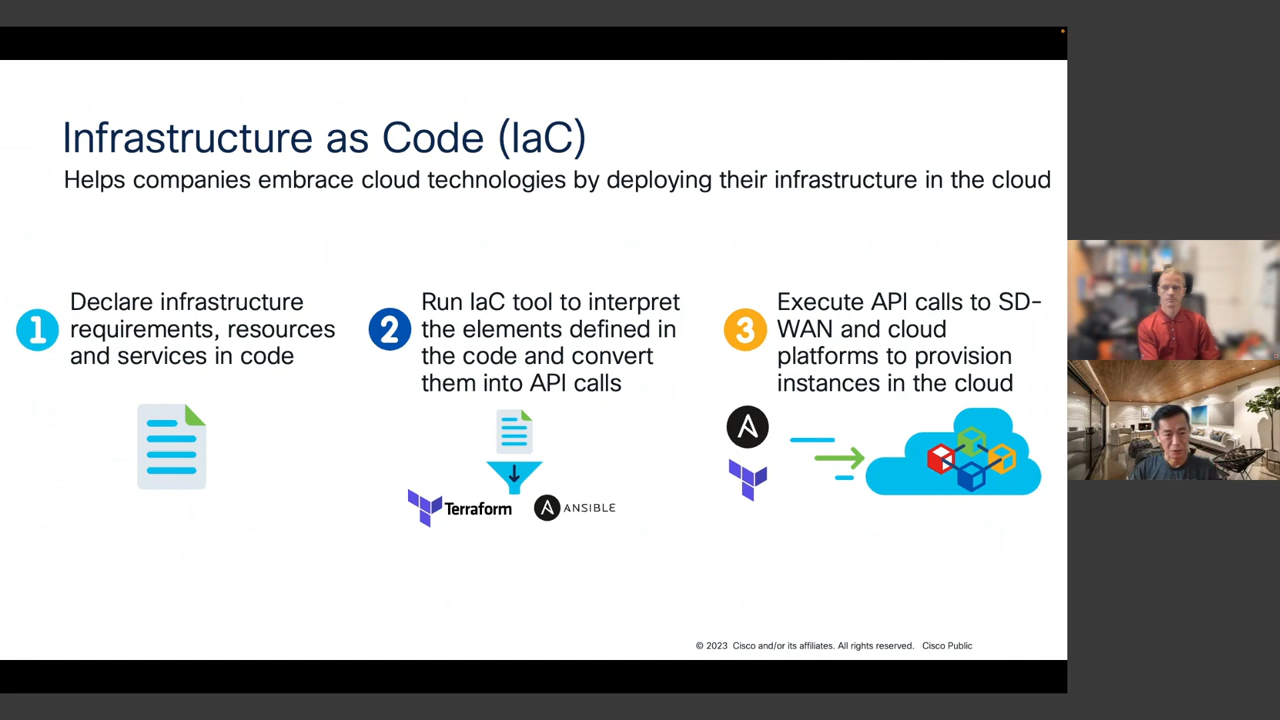 Infrastructure as Code (IaC)
Helps companies embrace cloud technologies by deploying their infrastructure in the cloud
1
Declare infrastructure
requirements, resources
and services in code
2
Run IaC tool to interpret
the elements defined in
the code and convert
them into API calls
Terraform
ANSIBLE
3
Execute API calls to SD-
WAN and cloud
platforms to provision
instances in the cloud
© 2023 Cisco and/or its affiliates. All rights reserved. Cisco Public